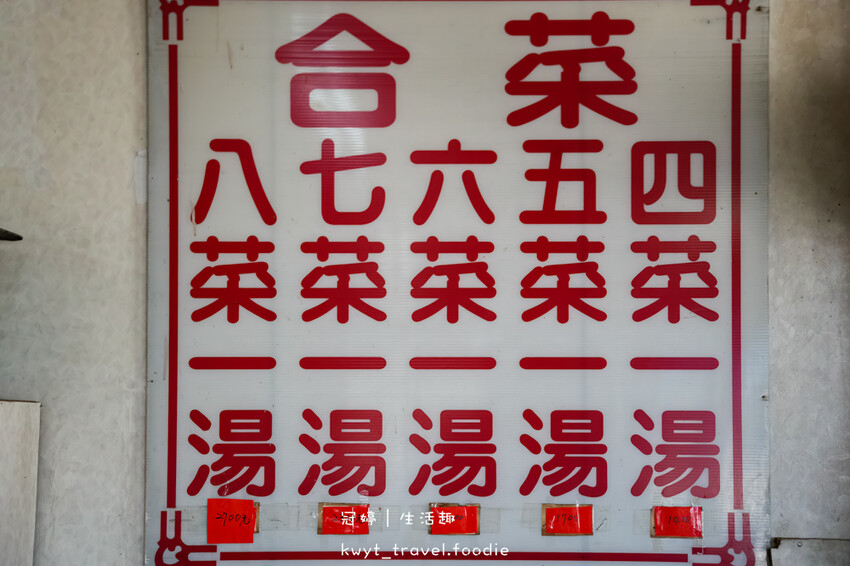 合菜
四菜一湯
五菜一湯
六菜一湯
七菜一湯
八菜一湯
冠婷｜生活趣
kwyt_travel.foodie